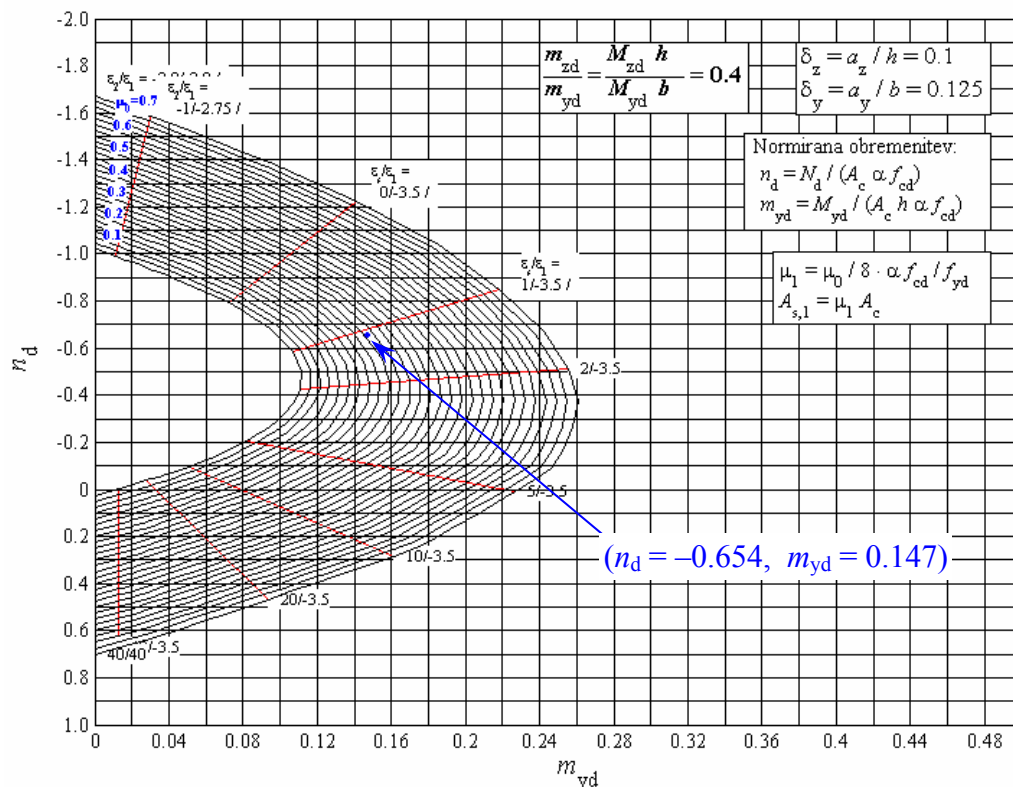 -2.0
-1.8
-1.6
-1.4
-1.2
-1.0
-0.8
-0.6
-0.4
-0.2
0
0.2
0.4
0.6
0.8
1.0
n_d
0 0.04 0.08 0.12 0.16 0.2 0.24 0.28 0.32 0.36 0.4 0.44 0.48
m_yd
μ_0=0.7
0.6
0.5
0.4
0.3
0.2
0.1
ε_2/ε_1 =
-1/-2.75 /
ε_s/ε_1 =
0/-3.5 /
ε_s/ε_1 =
1/-3.5 /
2/-3.5
5/-3.5
10/-3.5
20/-3.5
/-3.5
40/40
m_zd / m_yd = M_zd h / M_yd b = 0.4
δ_z = a_z / h = 0.1
δ_y = a_y / b = 0.125
Normirana obremenitev:
n_d = N_d / (A_c α f_cd)
m_yd = M_yd / (A_c h α f_cd)
μ_1 = μ_0 / 8 · α f_cd / f_yd
A_s,1 = μ_1 A_c
(n_d = –0.654, m_yd = 0.147)